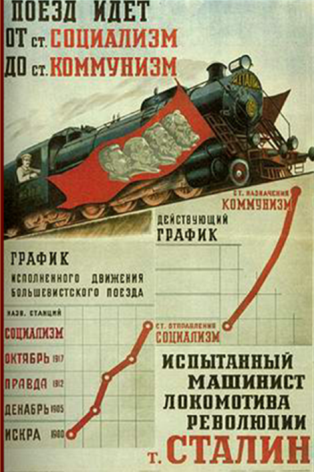 ПОЕЗД ИДЕТ
ОТ ст. СОЦИАЛИЗМ
ДО ст. КОММУНИЗМ
СТ. НАЗНАЧЕНИЯ
КОММУНИЗМ
ДЕЙСТВУЮЩИЙ
ГРАФИК
ГРАФИК
ИСПОЛНЕННОГО ДВИЖЕНИЯ
БОЛЬШЕВИСТСКОГО ПОЕЗДА
НАЗВ. СТАНЦИЙ
СОЦИАЛИЗМ
ОКТЯБРЬ 1917
ПРАВДА 1912
ДЕКАБРЬ 1905
ИСКРА 1900
СТ. ОТПРАВЛЕНИЯ
СОЦИАЛИЗМ
ИСПЫТАННЫЙ
МАШИНИСТ
ЛОКОМОТИВА
РЕВОЛЮЦИИ
т. СТАЛИН